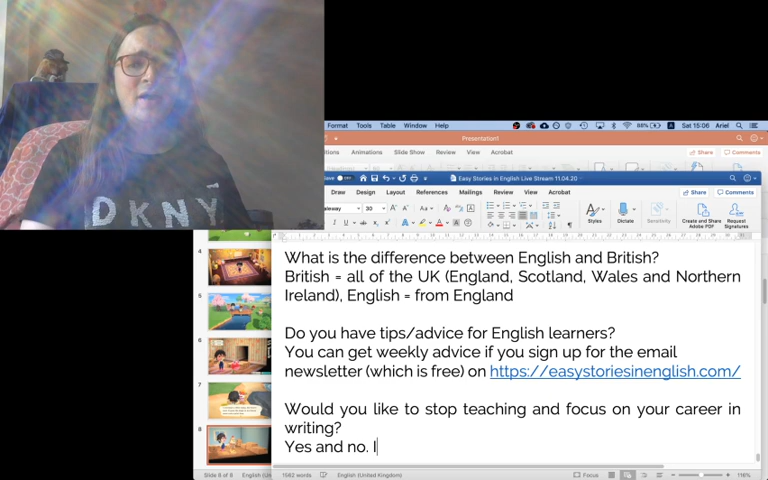 DKNY
Format Tools Table Window Help 88% Sat 15:06 Ariel
Presentation1
Animations Slide Show Review View Acrobat Share Comments
Easy Stories in English Live Stream 11.04.20
Draw Design Layout References Mailings Review View Acrobat Share Comments
30
Styles Dictate Sensitivity Create and Share Adobe PDF Request Signatures
What is the difference between English and British?
British = all of the UK (England, Scotland, Wales and Northern
Ireland), English = from England
Do you have tips/advice for English learners?
You can get weekly advice if you sign up for the email
newsletter (which is free) on https://easystoriesinenglish.com/
Would you like to stop teaching and focus on your career in
writing?
Yes and no. I
4
5
6
7
8
Slide 8 of 8 1562 words English (United Kingdom) Focus 116%